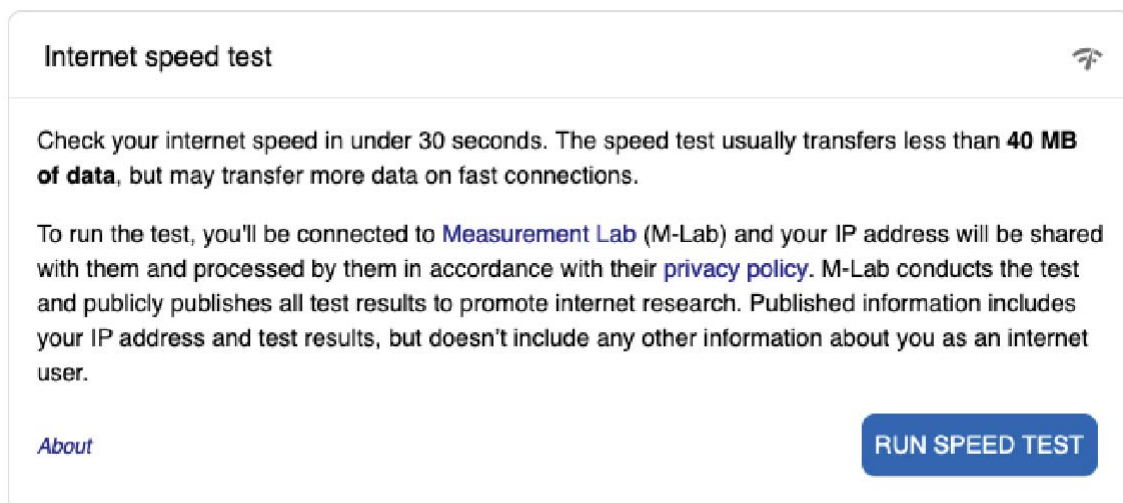 Internet speed test
Check your internet speed in under 30 seconds. The speed test usually transfers less than 40 MB
of data, but may transfer more data on fast connections.
To run the test, you'll be connected to Measurement Lab (M-Lab) and your IP address will be shared
with them and processed by them in accordance with their privacy policy. M-Lab conducts the test
and publicly publishes all test results to promote internet research. Published information includes
your IP address and test results, but doesn't include any other information about you as an internet
user.
About
RUN SPEED TEST